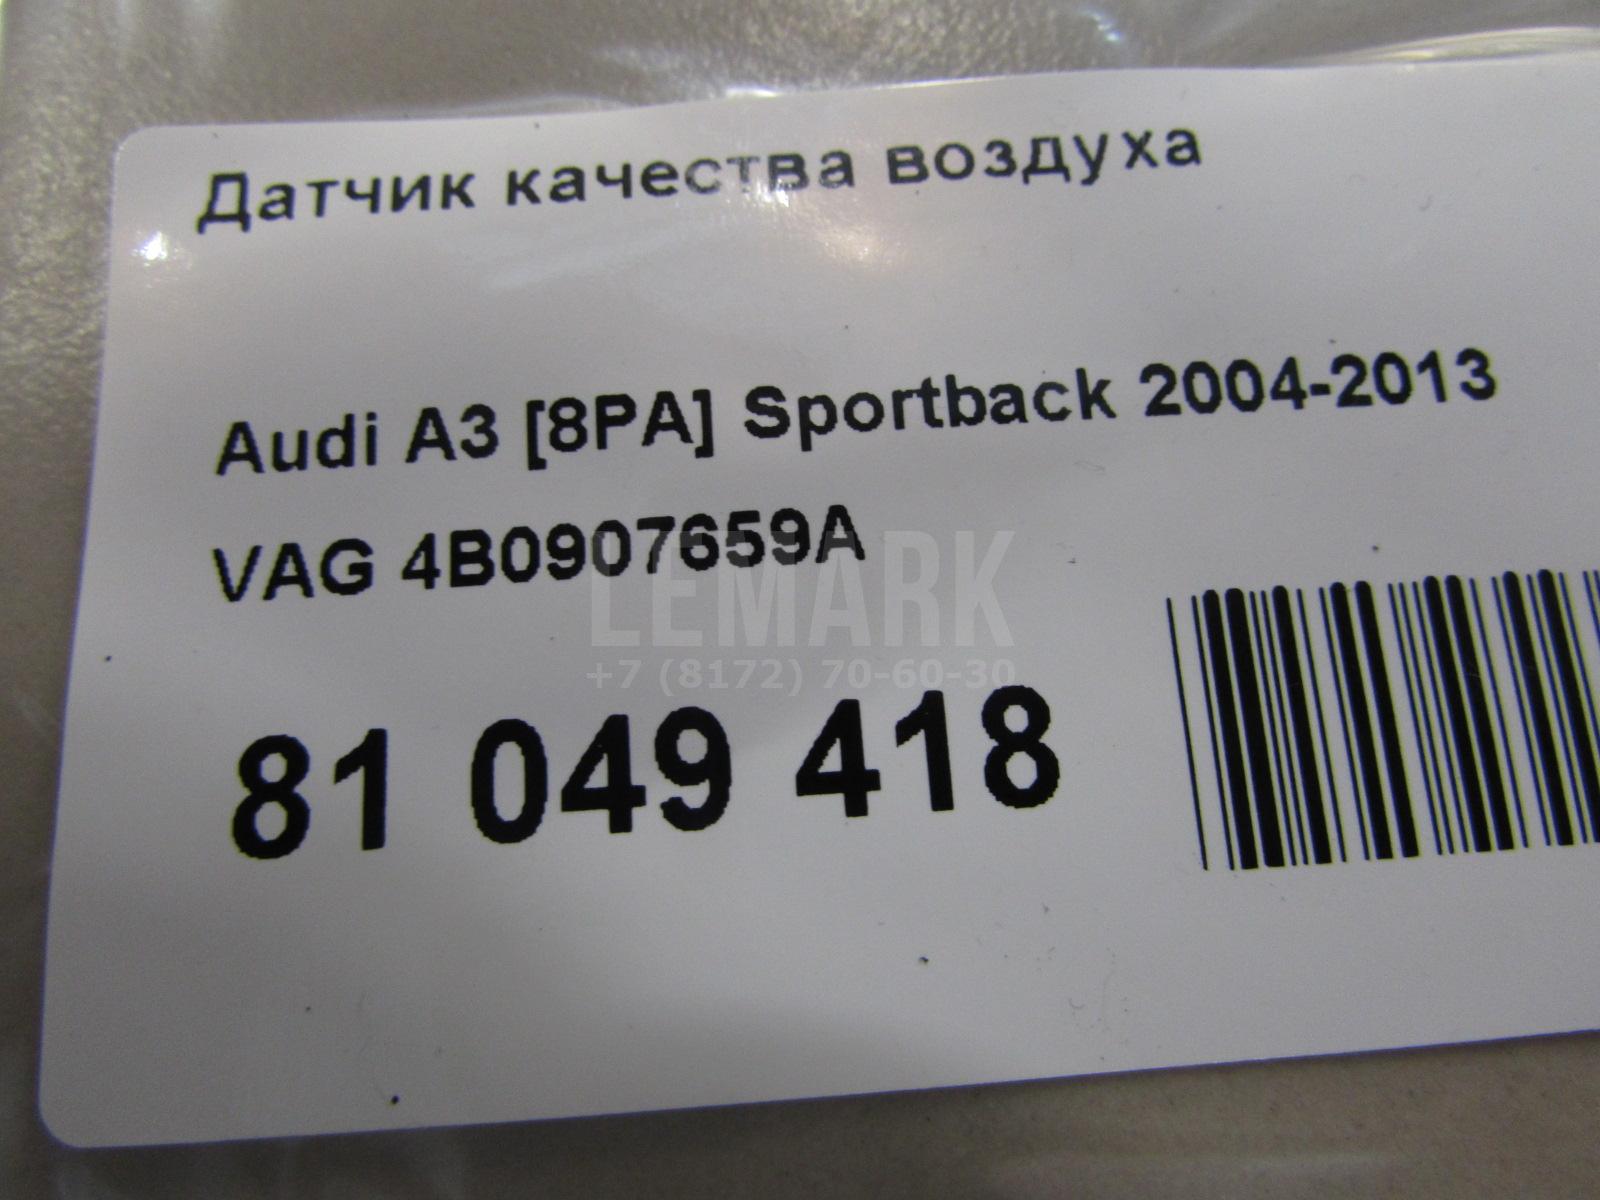 Датчик качества воздуха
Audi A3 [8PA] Sportback 2004-2013
VAG 4B0907659A
LEMARK
+7 (8172) 70-60-30
81 049 418